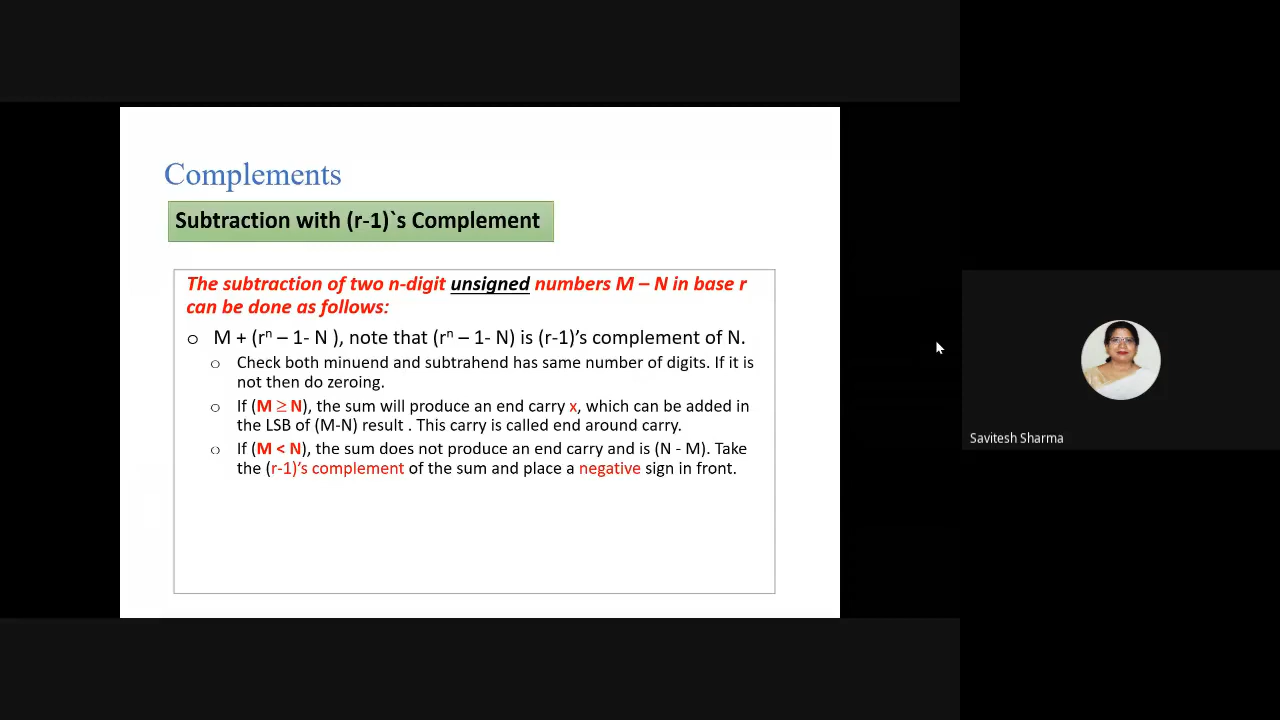 Complements
Subtraction with (r-1)`s Complement
The subtraction of two n-digit unsigned numbers M – N in base r
can be done as follows:
o M + (rⁿ – 1- N ), note that (rⁿ – 1- N) is (r-1)’s complement of N.
o Check both minuend and subtrahend has same number of digits. If it is
not then do zeroing.
o If (M ≥ N), the sum will produce an end carry x, which can be added in
the LSB of (M-N) result . This carry is called end around carry.
o If (M < N), the sum does not produce an end carry and is (N - M). Take
the (r-1)’s complement of the sum and place a negative sign in front.
Savitesh Sharma